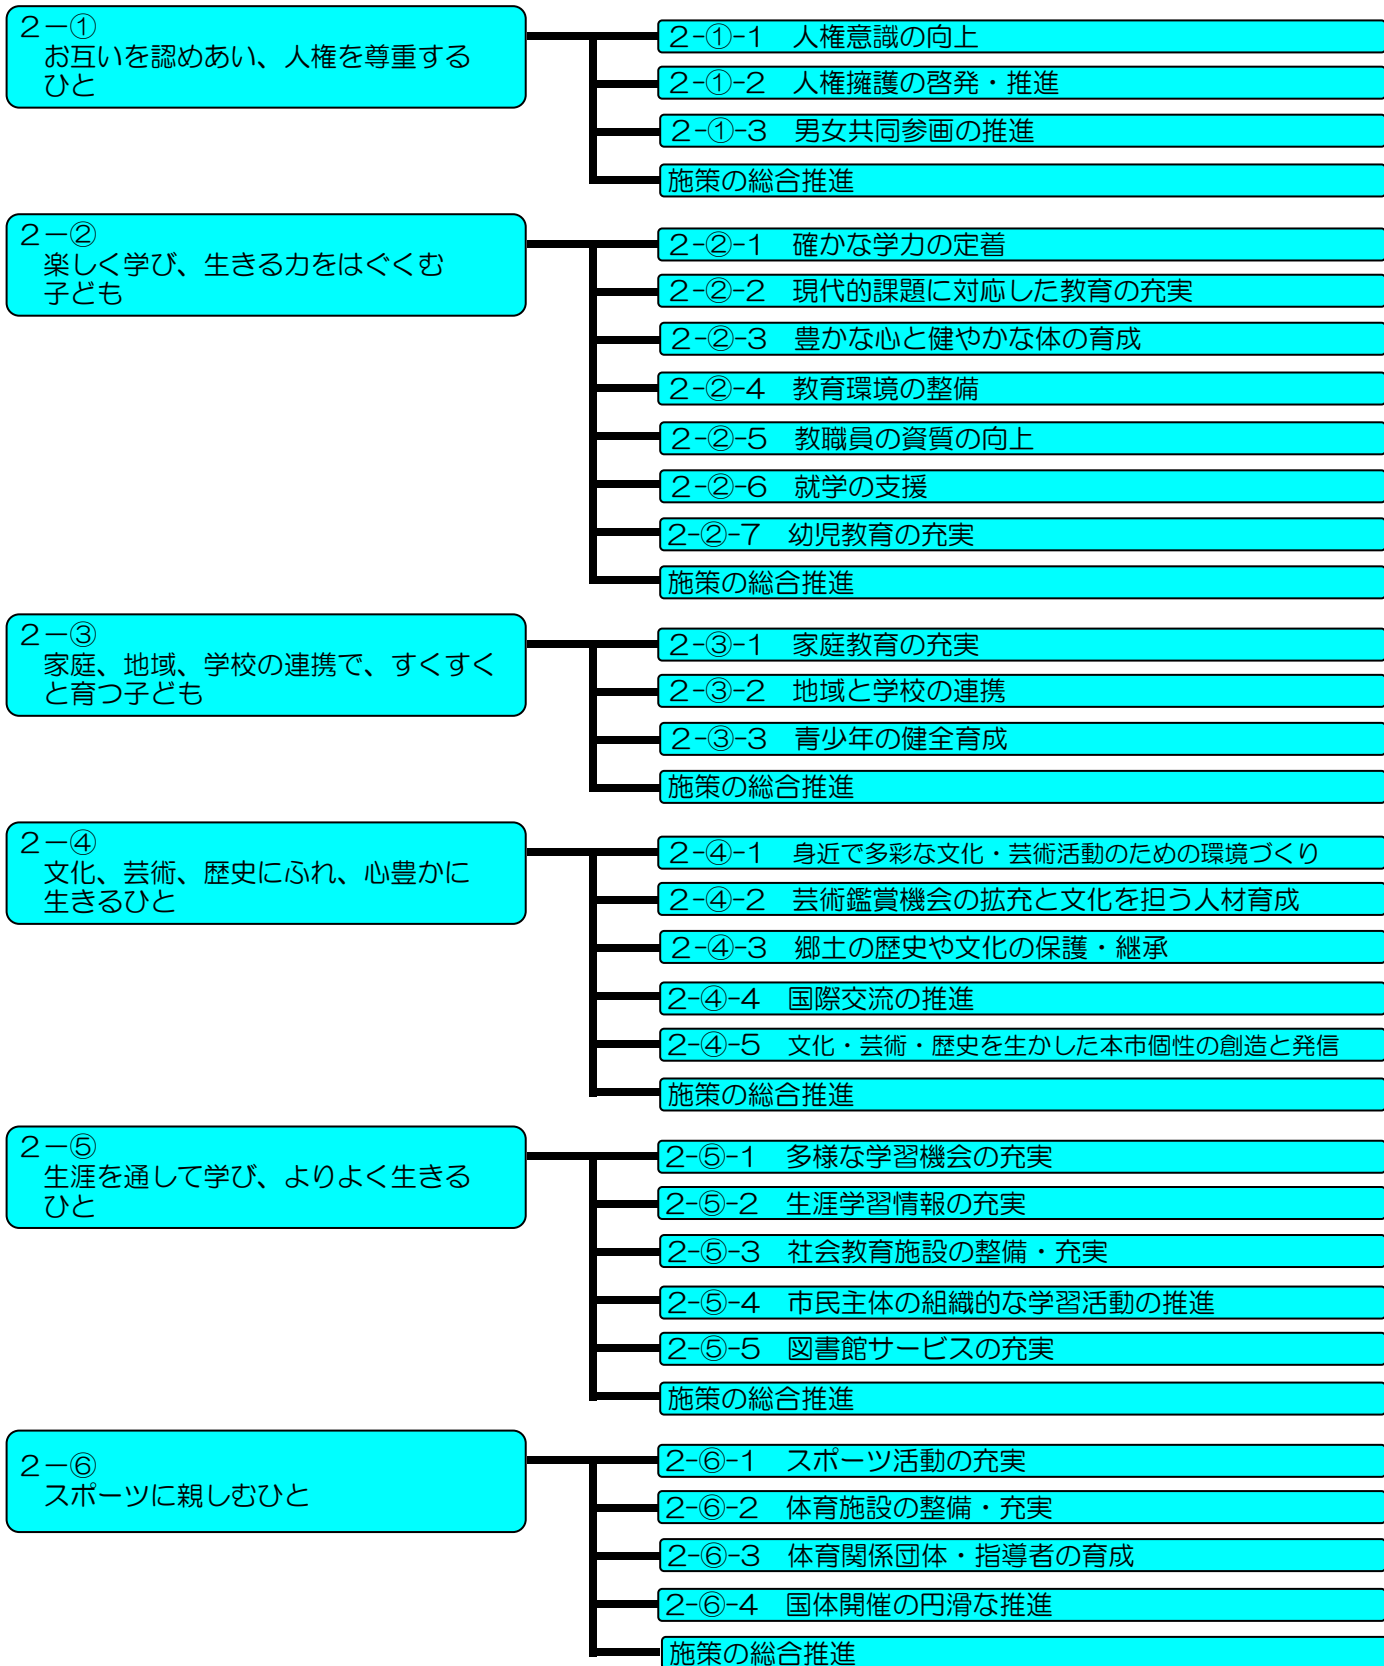 2－①
お互いを認めあい、人権を尊重する
ひと
2-①-1　人権意識の向上
2-①-2　人権擁護の啓発・推進
2-①-3　男女共同参画の推進
施策の総合推進
2－②
楽しく学び、生きる力をはぐくむ
子ども
2-②-1　確かな学力の定着
2-②-2　現代的課題に対応した教育の充実
2-②-3　豊かな心と健やかな体の育成
2-②-4　教育環境の整備
2-②-5　教職員の資質の向上
2-②-6　就学の支援
2-②-7　幼児教育の充実
施策の総合推進
2－③
家庭、地域、学校の連携で、すくすく
と育つ子ども
2-③-1　家庭教育の充実
2-③-2　地域と学校の連携
2-③-3　青少年の健全育成
施策の総合推進
2－④
文化、芸術、歴史にふれ、心豊かに
生きるひと
2-④-1　身近で多彩な文化・芸術活動のための環境づくり
2-④-2　芸術鑑賞機会の拡充と文化を担う人材育成
2-④-3　郷土の歴史や文化の保護・継承
2-④-4　国際交流の推進
2-④-5　文化・芸術・歴史を生かした本市個性の創造と発信
施策の総合推進
2－⑤
生涯を通して学び、よりよく生きる
ひと
2-⑤-1　多様な学習機会の充実
2-⑤-2　生涯学習情報の充実
2-⑤-3　社会教育施設の整備・充実
2-⑤-4　市民主体の組織的な学習活動の推進
2-⑤-5　図書館サービスの充実
施策の総合推進
2－⑥
スポーツに親しむひと
2-⑥-1　スポーツ活動の充実
2-⑥-2　体育施設の整備・充実
2-⑥-3　体育関係団体・指導者の育成
2-⑥-4　国体開催の円滑な推進
施策の総合推進